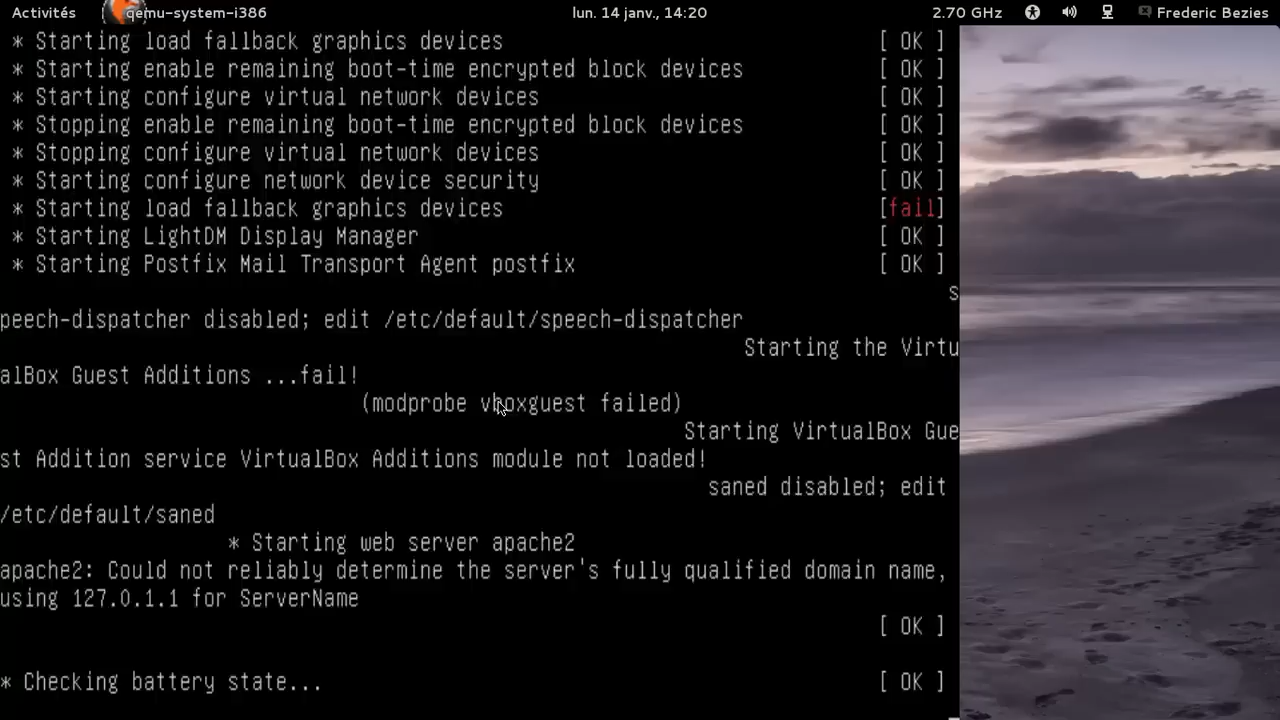 Activités qemu-system-i386 lun. 14 janv., 14:20 2.70 GHz Frederic Bezies
* Starting load fallback graphics devices [ OK ]
* Starting enable remaining boot-time encrypted block devices [ OK ]
* Starting configure virtual network devices [ OK ]
* Stopping enable remaining boot-time encrypted block devices [ OK ]
* Stopping configure virtual network devices [ OK ]
* Starting configure network device security [ OK ]
* Starting load fallback graphics devices [fail]
* Starting LightDM Display Manager [ OK ]
* Starting Postfix Mail Transport Agent postfix [ OK ]
s
peech-dispatcher disabled; edit /etc/default/speech-dispatcher
Starting the Virtu
alBox Guest Additions ...fail!
(modprobe vboxguest failed)
Starting VirtualBox Gue
st Addition service VirtualBox Additions module not loaded!
saned disabled; edit
/etc/default/saned
* Starting web server apache2
apache2: Could not reliably determine the server's fully qualified domain name,
using 127.0.1.1 for ServerName
[ OK ]
* Checking battery state... [ OK ]